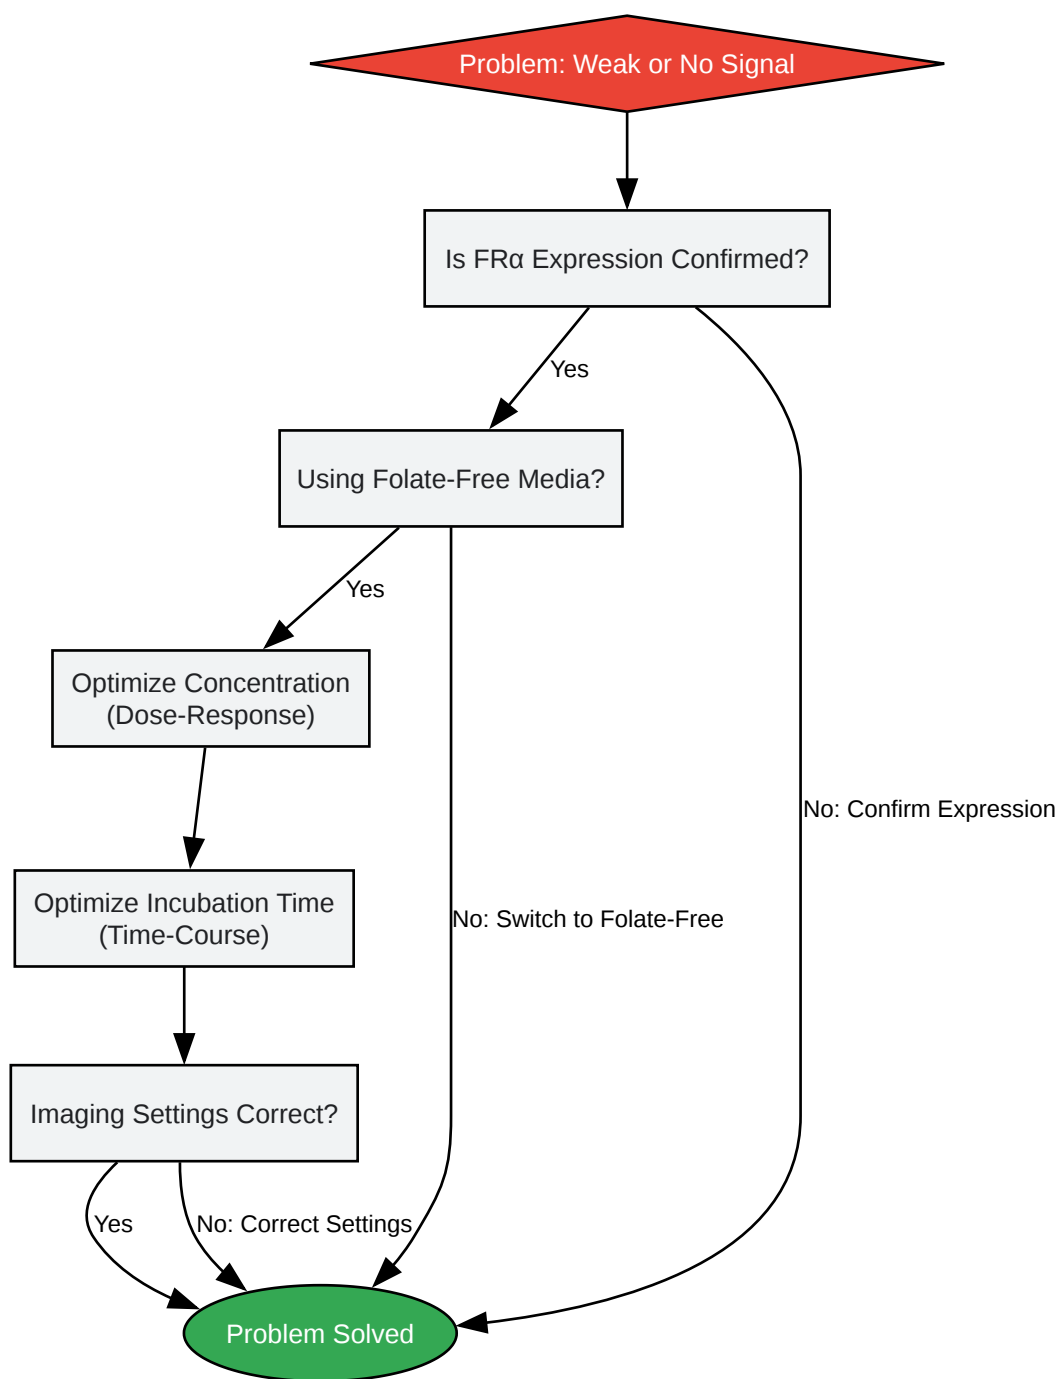 Problem: Weak or No Signal
Is FRα Expression Confirmed?
Yes
Using Folate-Free Media?
Yes
Optimize Concentration
(Dose-Response)
No: Confirm Expression
Optimize Incubation Time
(Time-Course)
No: Switch to Folate-Free
Imaging Settings Correct?
Yes
No: Correct Settings
Problem Solved